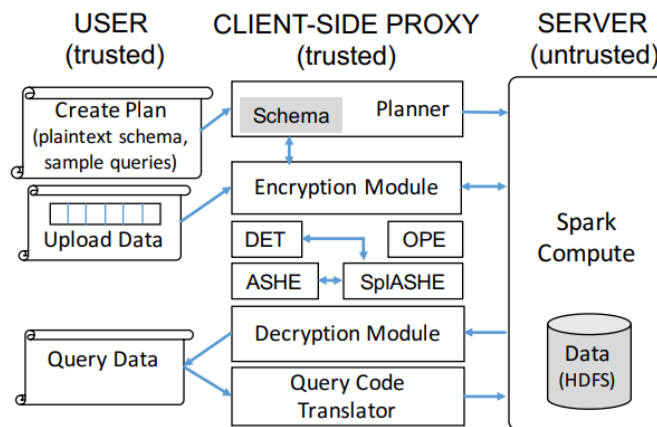 USER
(trusted)
CLIENT-SIDE PROXY
(trusted)
SERVER
(untrusted)
Create Plan
(plaintext schema,
sample queries)
Schema
Planner
Upload Data
Encryption Module
DET
OPE
ASHE
SplASHE
Spark
Compute
Query Data
Decryption Module
Query Code
Translator
Data
(HDFS)